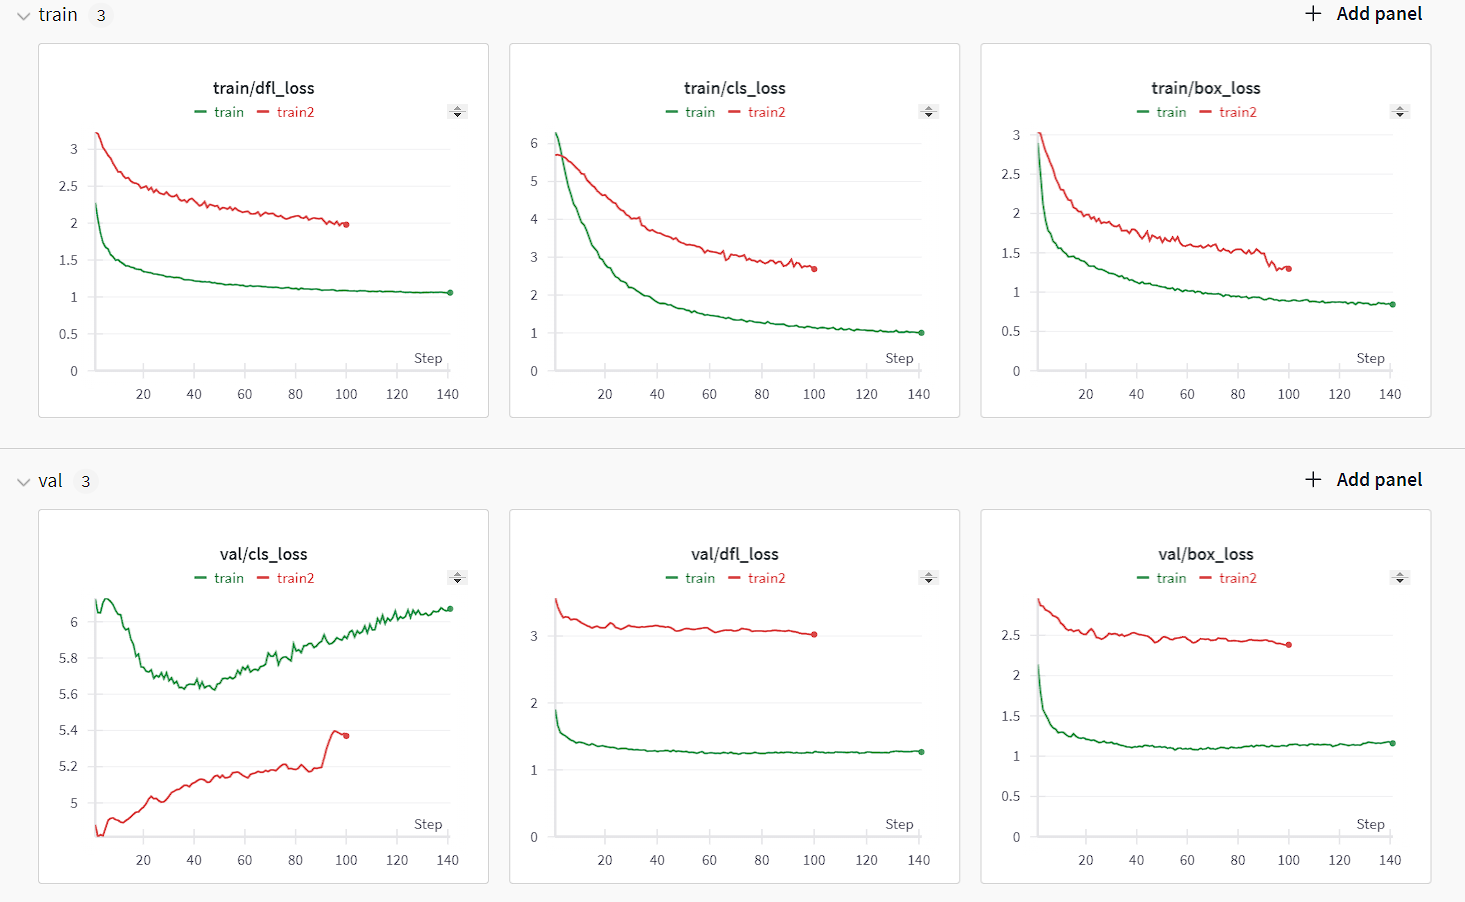 train 3
+ Add panel
train/dfl_loss
train train2
3
2.5
2
1.5
1
0.5
0
Step
20 40 60 80 100 120 140
train/cls_loss
train train2
6
5
4
3
2
1
0
Step
20 40 60 80 100 120 140
train/box_loss
train train2
3
2.5
2
1.5
1
0.5
0
Step
20 40 60 80 100 120 140
val 3
+ Add panel
val/cls_loss
train train2
6
5.8
5.6
5.4
5.2
5
Step
20 40 60 80 100 120 140
val/dfl_loss
train train2
3
2
1
0
Step
20 40 60 80 100 120 140
val/box_loss
train train2
2.5
2
1.5
1
0.5
0
Step
20 40 60 80 100 120 140